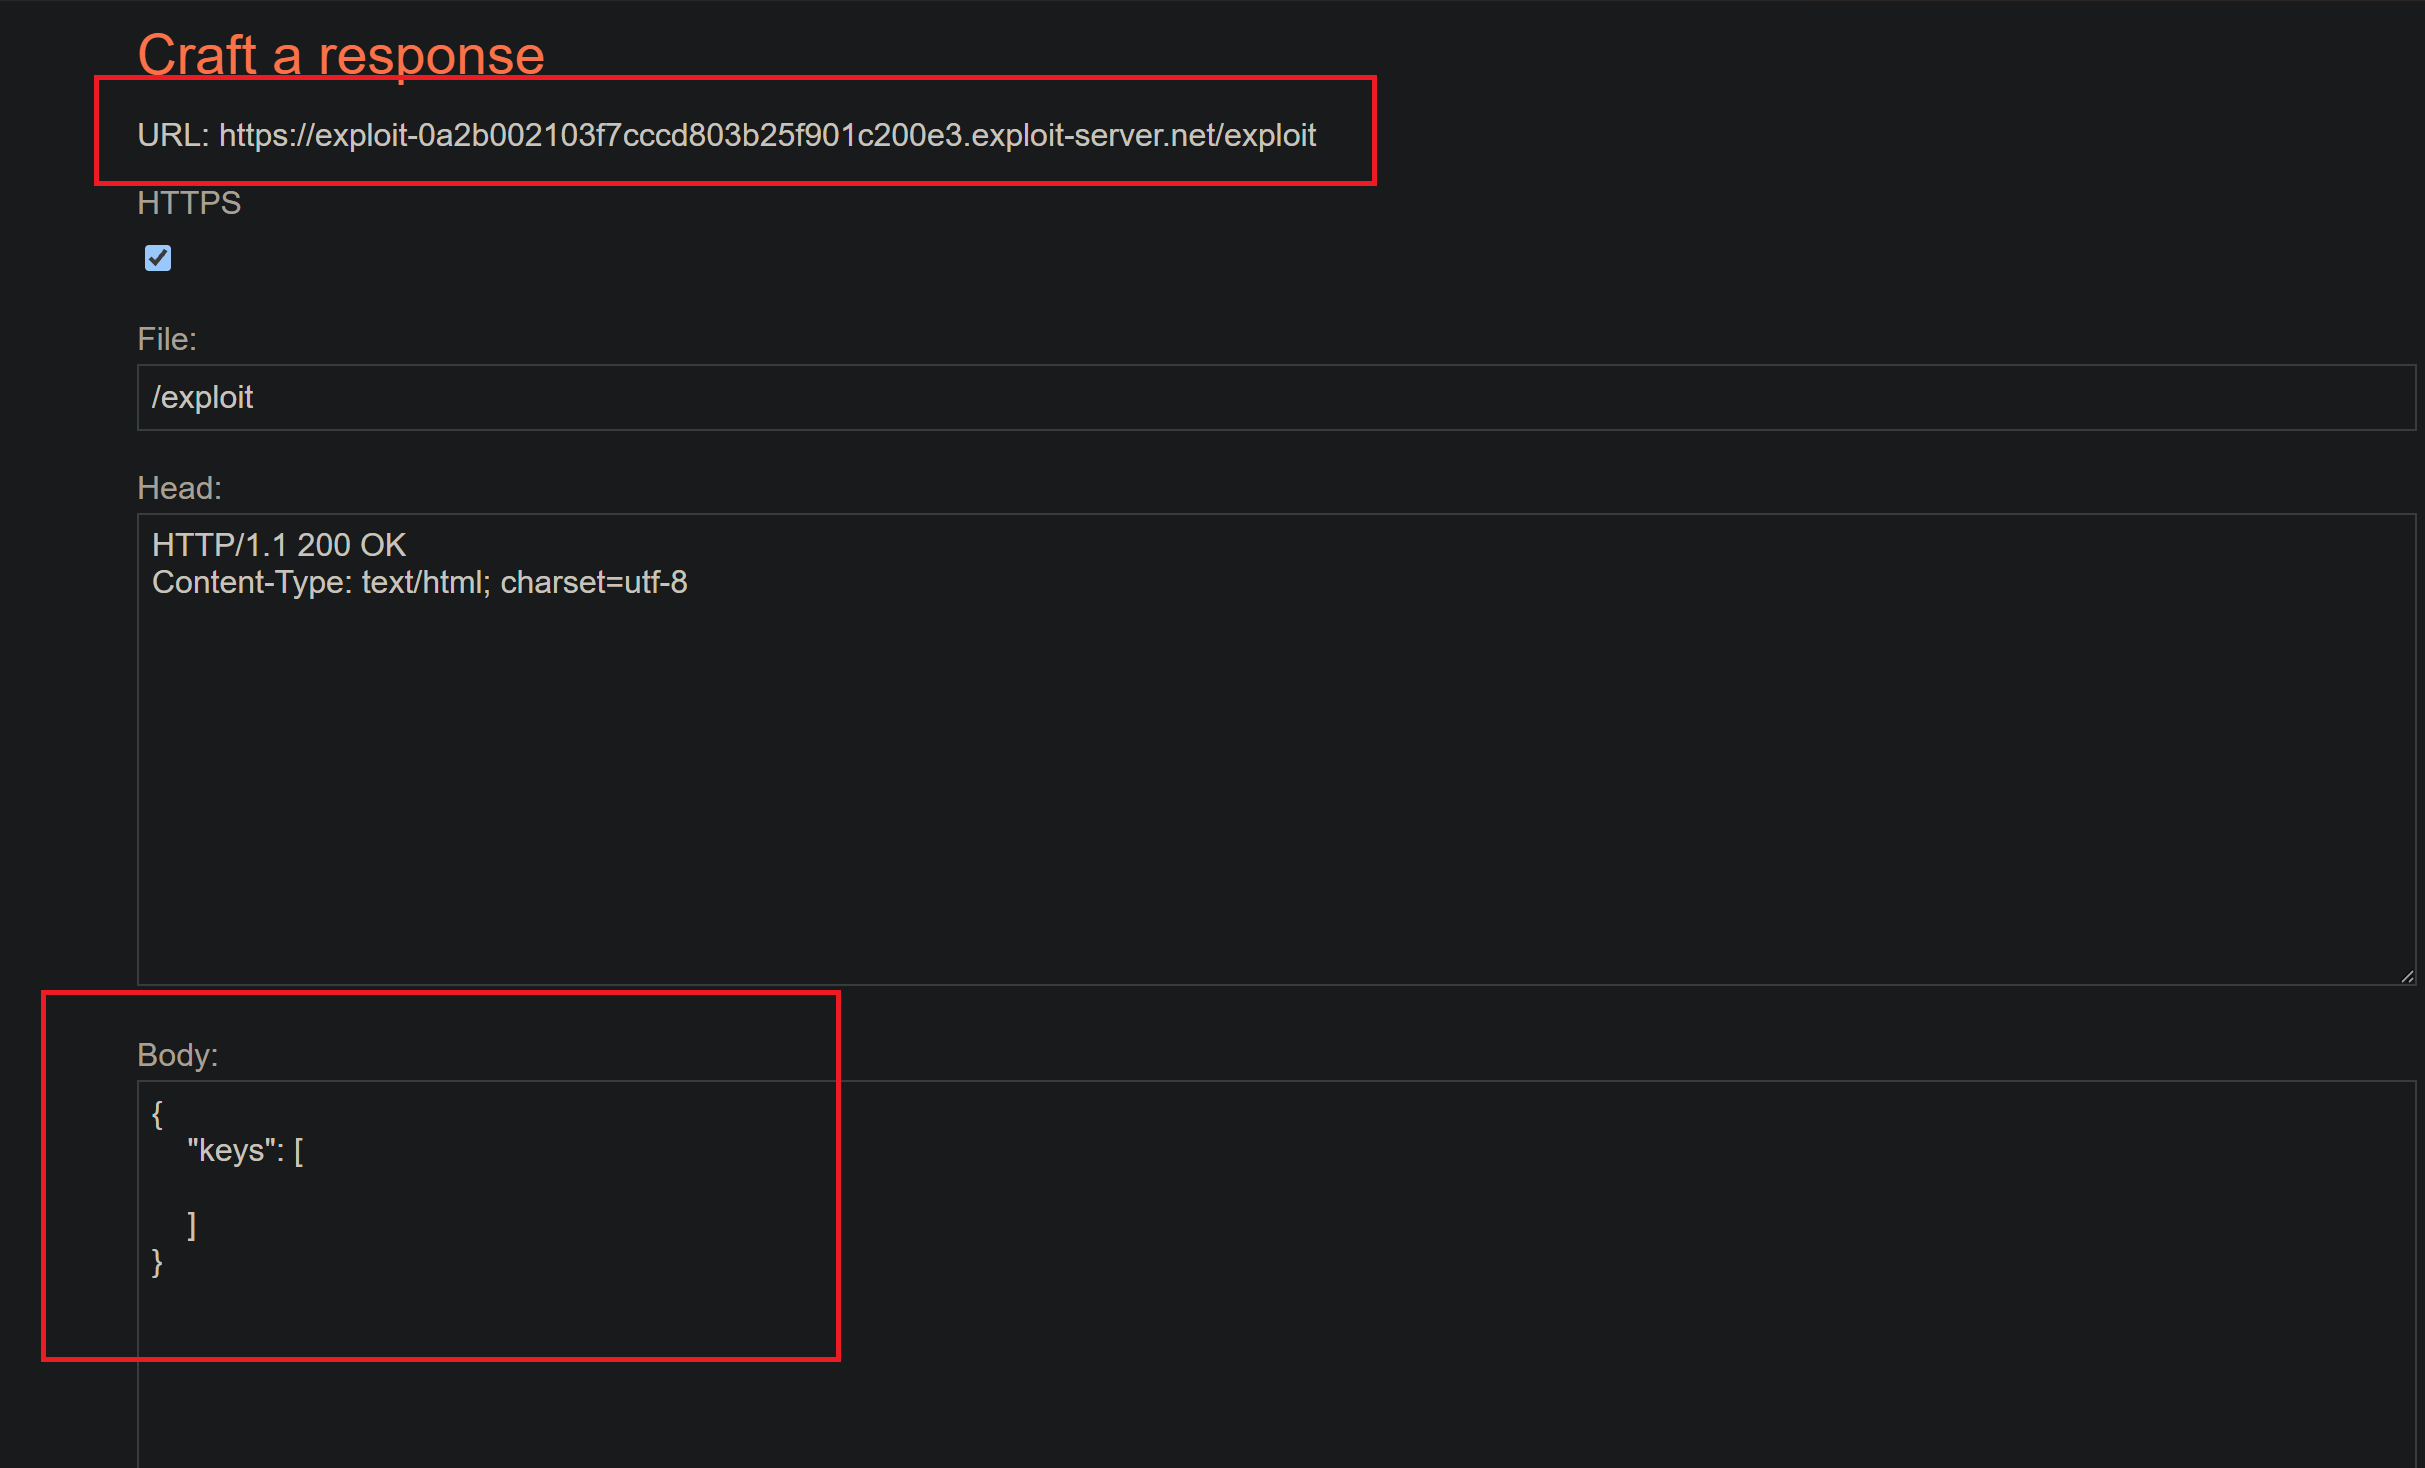 Craft a response
URL: https://exploit-0a2b002103f7cccd803b25f901c200e3.exploit-server.net/exploit
HTTPS
File:
/exploit
Head:
HTTP/1.1 200 OK
Content-Type: text/html; charset=utf-8
Body:
{
"keys": [
]
}